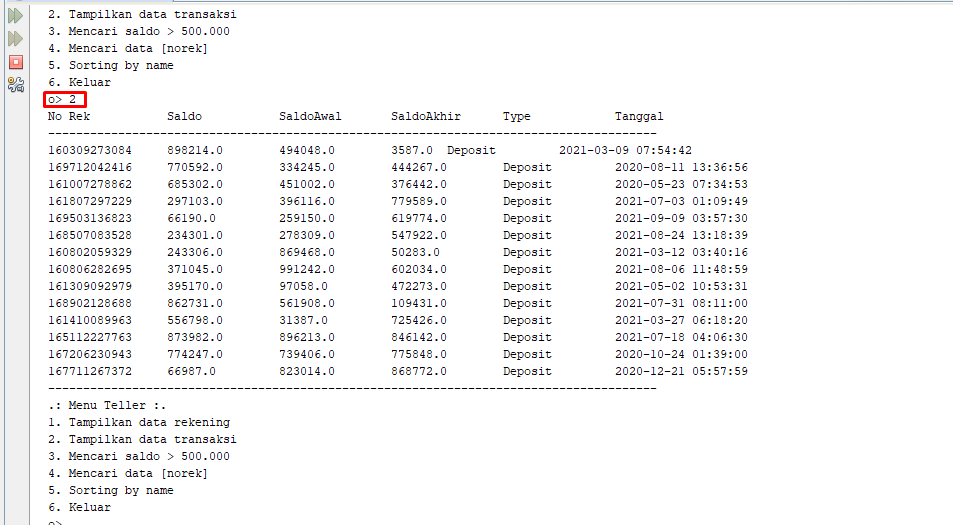 2. Tampilkan data transaksi
3. Mencari saldo > 500.000
4. Mencari data [norek]
5. Sorting by name
6. Keluar
o> 2
No Rek Saldo SaldoAwal SaldoAkhir Type Tanggal
---------------------------------------------------------------------------------------
160309273084 898214.0 494048.0 3587.0 Deposit 2021-03-09 07:54:42
169712042416 770592.0 334245.0 444267.0 Deposit 2020-08-11 13:36:56
161007278862 685302.0 451002.0 376442.0 Deposit 2020-05-23 07:34:53
161807297229 297103.0 396116.0 779589.0 Deposit 2021-07-03 01:09:49
169503136823 66190.0 259150.0 619774.0 Deposit 2021-09-09 03:57:30
168507083528 234301.0 278309.0 547922.0 Deposit 2021-08-24 13:18:39
160802059329 243306.0 869468.0 50283.0 Deposit 2021-03-12 03:40:16
160806282695 371045.0 991242.0 602034.0 Deposit 2021-08-06 11:48:59
161309092979 395170.0 97058.0 472273.0 Deposit 2021-05-02 10:53:31
168902128688 862731.0 561908.0 109431.0 Deposit 2021-07-31 08:11:00
161410089963 556798.0 31387.0 725426.0 Deposit 2021-03-27 06:18:20
165112227763 873982.0 896213.0 846142.0 Deposit 2021-07-18 04:06:30
167206230943 774247.0 739406.0 775848.0 Deposit 2020-10-24 01:39:00
167711267372 66987.0 823014.0 868772.0 Deposit 2020-12-21 05:57:59
---------------------------------------------------------------------------------------
.: Menu Teller :.
1. Tampilkan data rekening
2. Tampilkan data transaksi
3. Mencari saldo > 500.000
4. Mencari data [norek]
5. Sorting by name
6. Keluar
o>